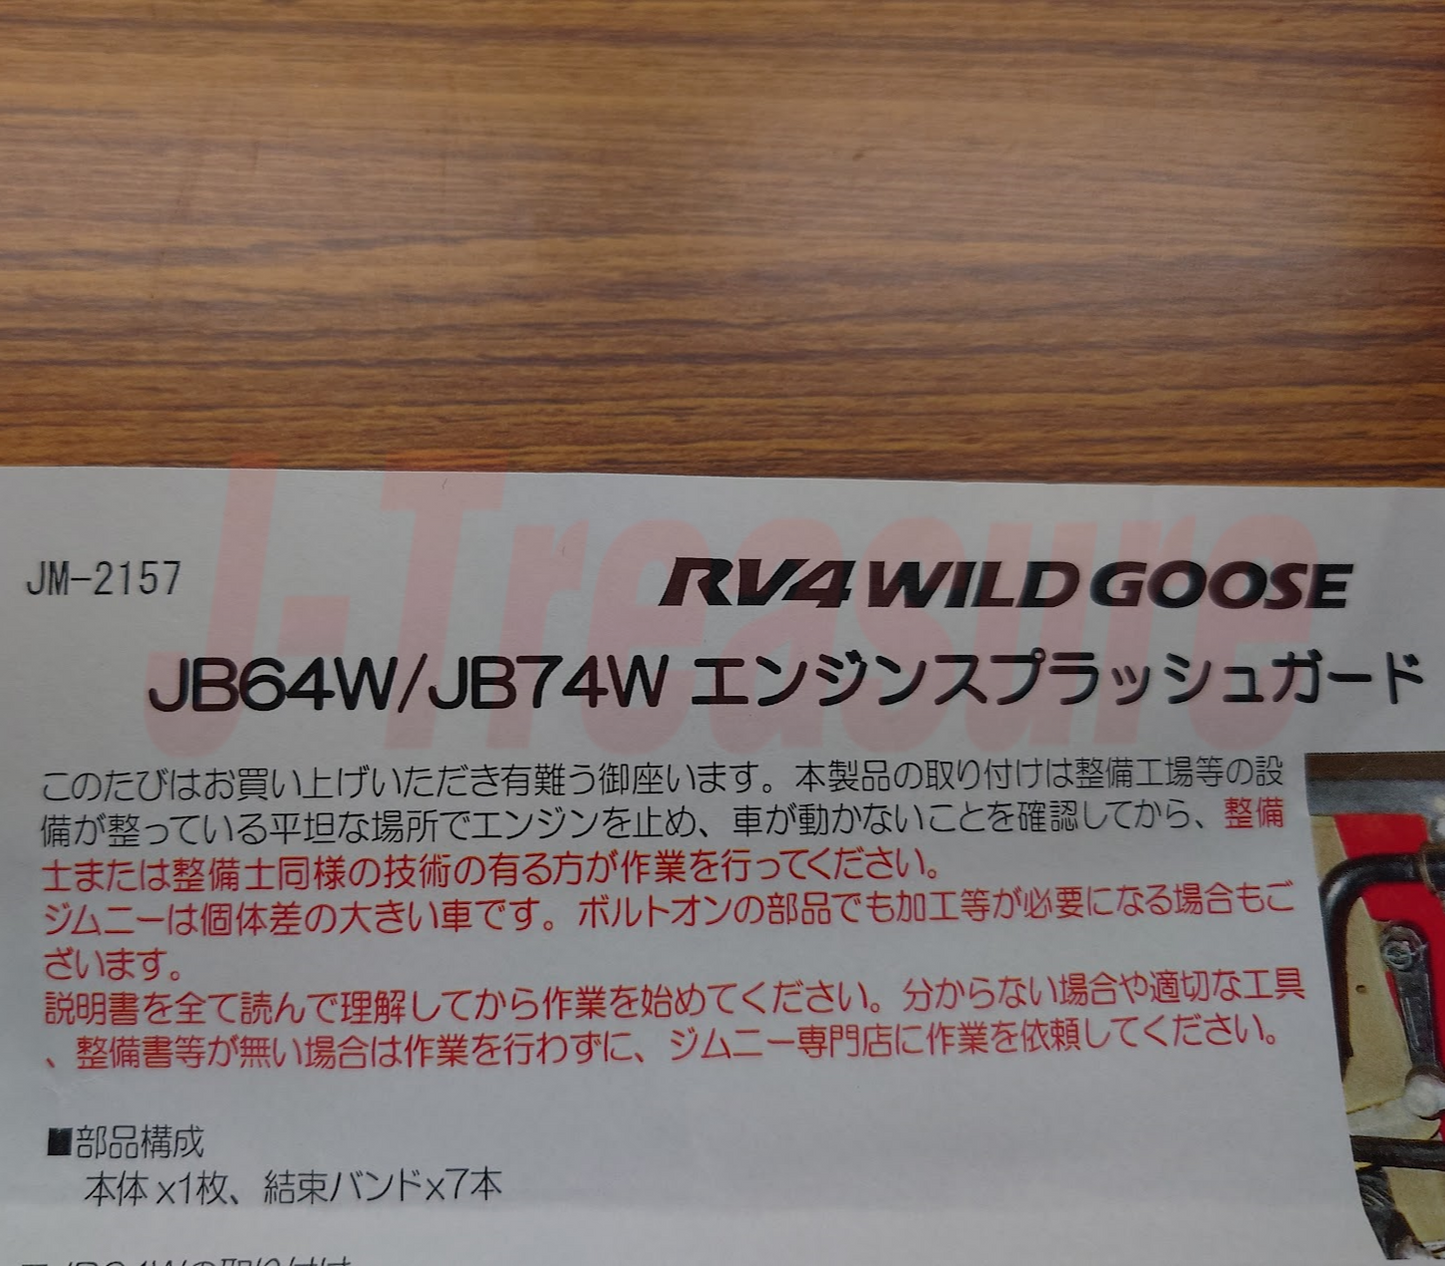 J-Treasure
JM-2157
RV4 WILD GOOSE
JB64W/JB74W エンジンスプラッシュガード
このたびはお買い上げいただき有難う御座います。本製品の取り付けは整備工場等の設
備が整っている平坦な場所でエンジンを止め、車が動かないことを確認してから、整備
士または整備士同様の技術の有る方が作業を行ってください。
ジムニーは個体差の大きい車です。ボルトオンの部品でも加工等が必要になる場合もご
ざいます。
説明書を全て読んで理解してから作業を始めてください。分からない場合や適切な工具
、整備書等が無い場合は作業を行わずに、ジムニー専門店に作業を依頼してください。
■部品構成
本体 x1枚、結束バンドx7本